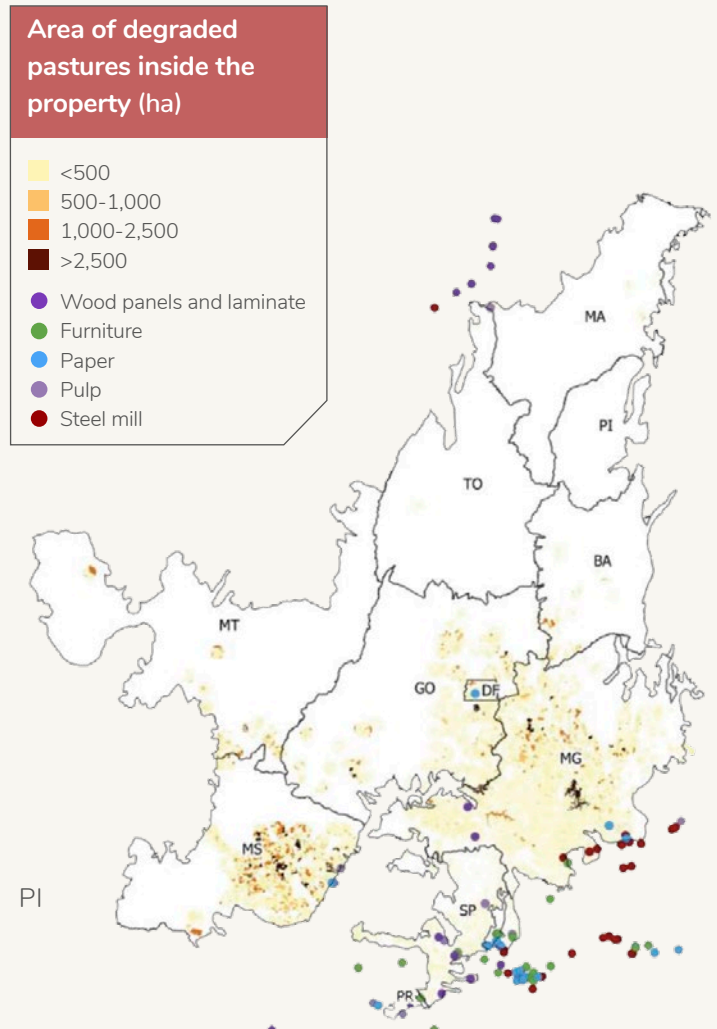 Area of degraded
pastures inside the
property (ha)
<500
500-1,000
1,000-2,500
>2,500
Wood panels and laminate
Furniture
Paper
Pulp
Steel mill
MA
PI
TO
BA
MT
GO
DF
MG
MS
PI
SP
PR